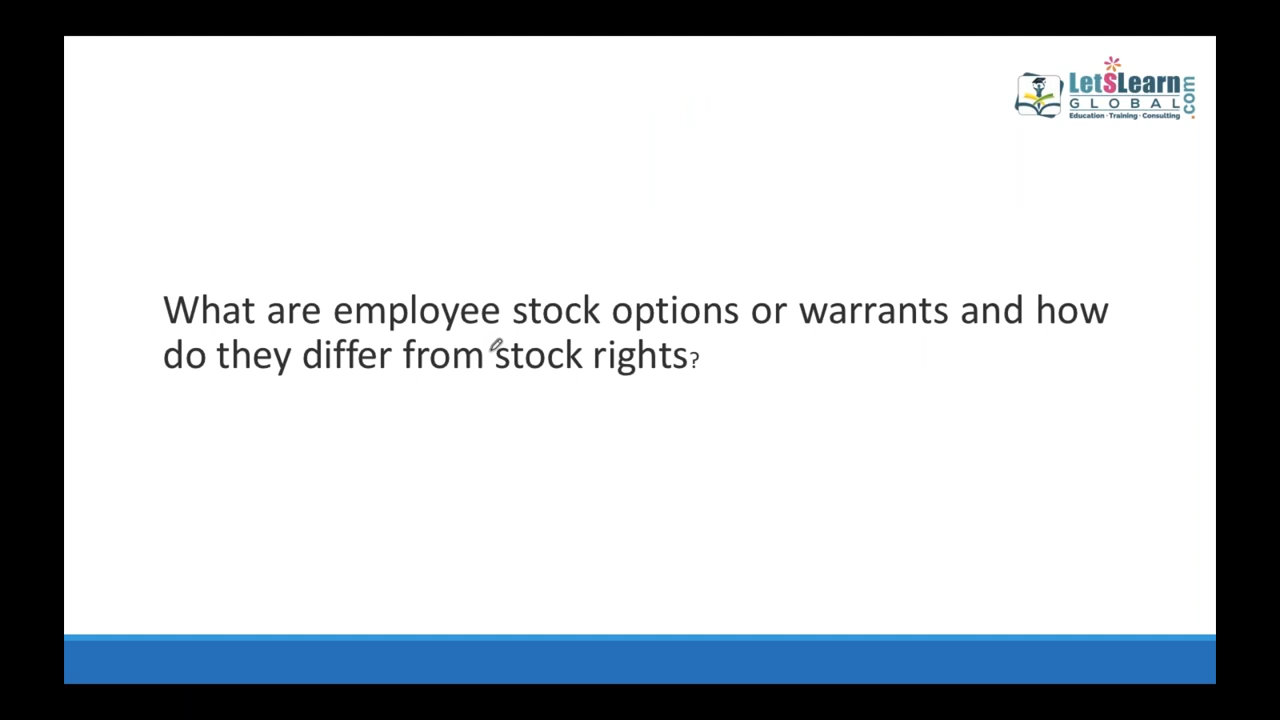 LetSLearn
GLOBAL
.com
Education · Training · Consulting
What are employee stock options or warrants and how
do they differ from stock rights?